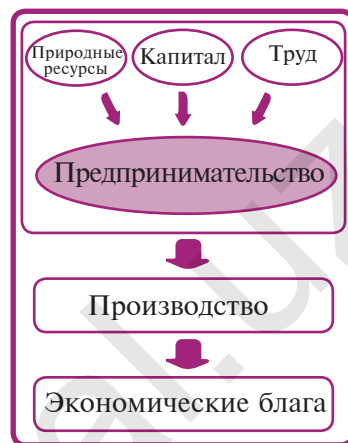 Природные
ресурсы
Капитал
Труд
Предпринимательство
Производство
Экономические блага